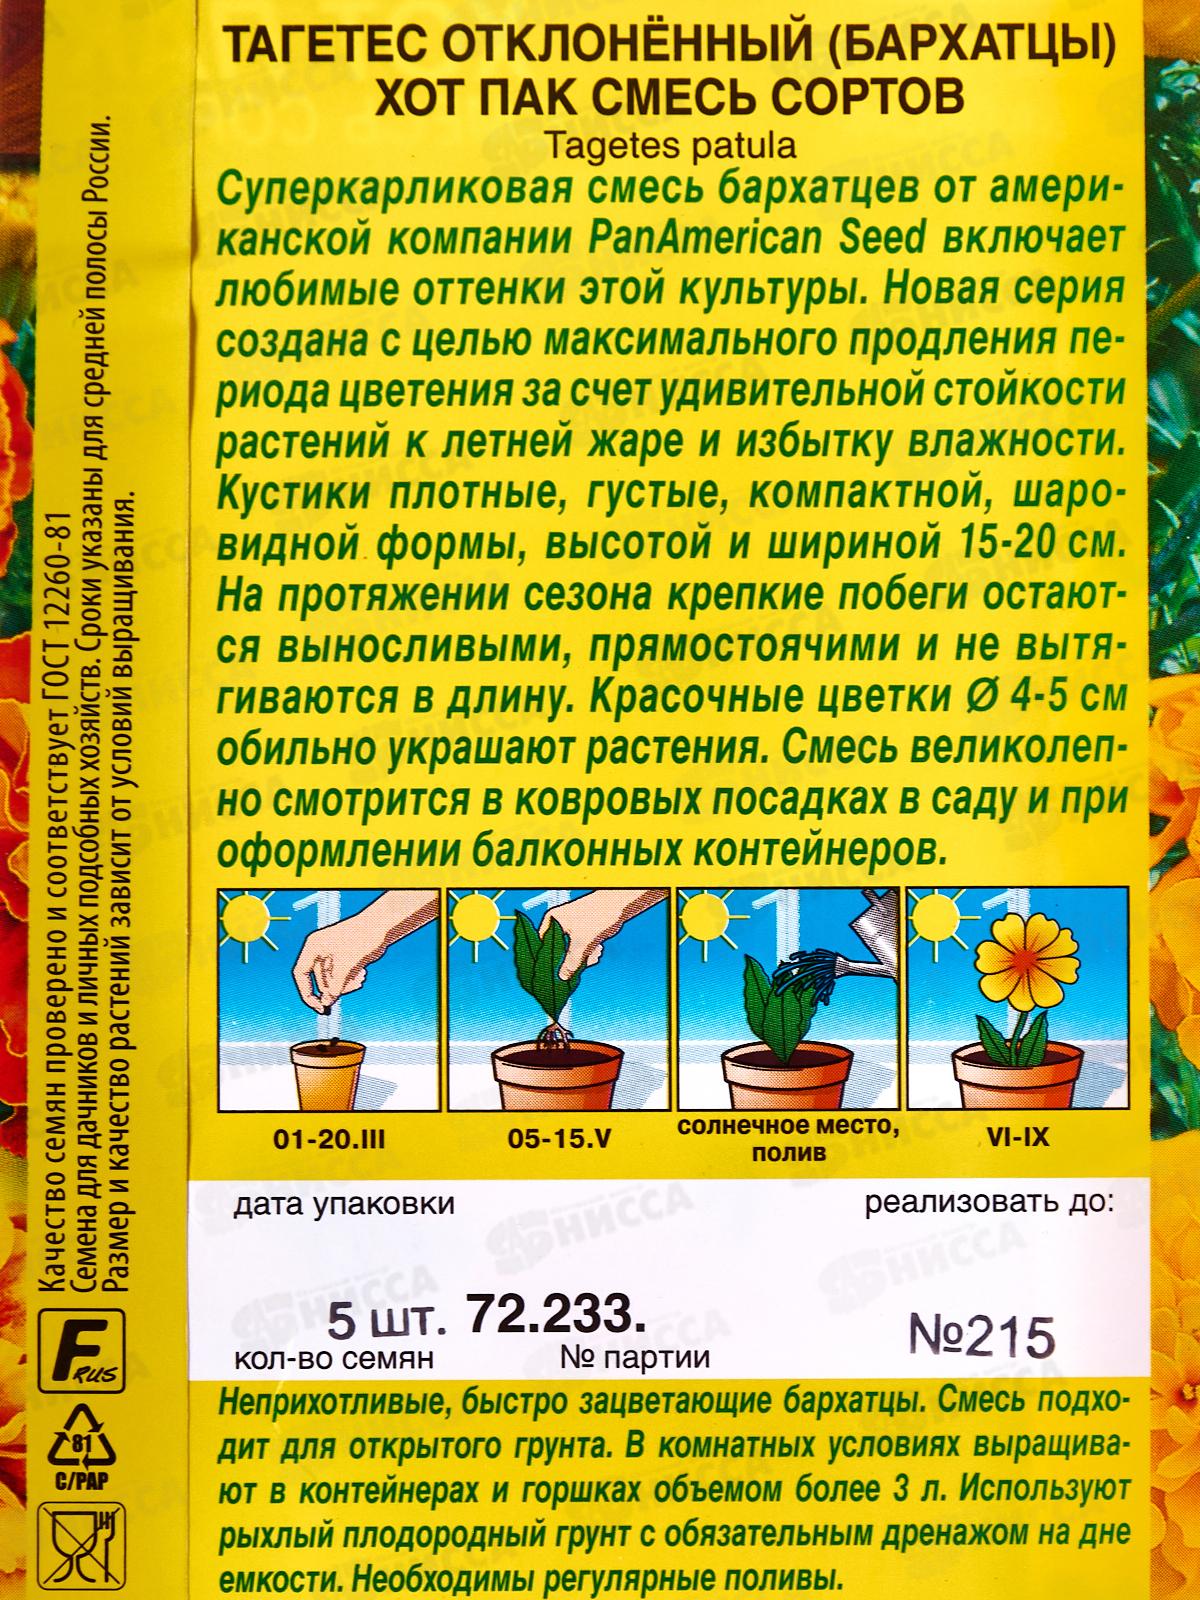 ТАГЕТЕС ОТКЛОНЁННЫЙ (БАРХАТЦЫ)
ХОТ ПАК СМЕСЬ СОРТОВ
Tagetes patula
Суперкарликовая смесь бархатцев от амери-
канской компании PanAmerican Seed включает
любимые оттенки этой культуры. Новая серия
создана с целью максимального продления пе-
риода цветения за счет удивительной стойкости
растений к летней жаре и избытку влажности.
Кустики плотные, густые, компактной, шаро-
видной формы, высотой и шириной 15-20 см.
На протяжении сезона крепкие побеги остают-
ся выносливыми, прямостоячими и не вытя-
гиваются в длину. Красочные цветки Ø 4-5 см
обильно украшают растения. Смесь великолеп-
но смотрится в ковровых посадках в саду и при
оформлении балконных контейнеров.
01-20.III
05-15.V
солнечное место,
полив
VI-IX
дата упаковки
реализовать до:
5 шт. 72.233.
№215
кол-во семян
№ партии
Неприхотливые, быстро зацветающие бархатцы. Смесь подхо-
дит для открытого грунта. В комнатных условиях выращива-
ют в контейнерах и горшках объемом более 3 л. Используют
рыхлый плодородный грунт с обязательным дренажом на дне
емкости. Необходимы регулярные поливы.
Качество семян проверено и соответствует ГОСТ 12260-81
Семена для дачников и личных подсобных хозяйств. Сроки указаны для средней полосы России.
Размер и качество растений зависит от условий выращивания.
F RUS
81
C/PAP
НИССА